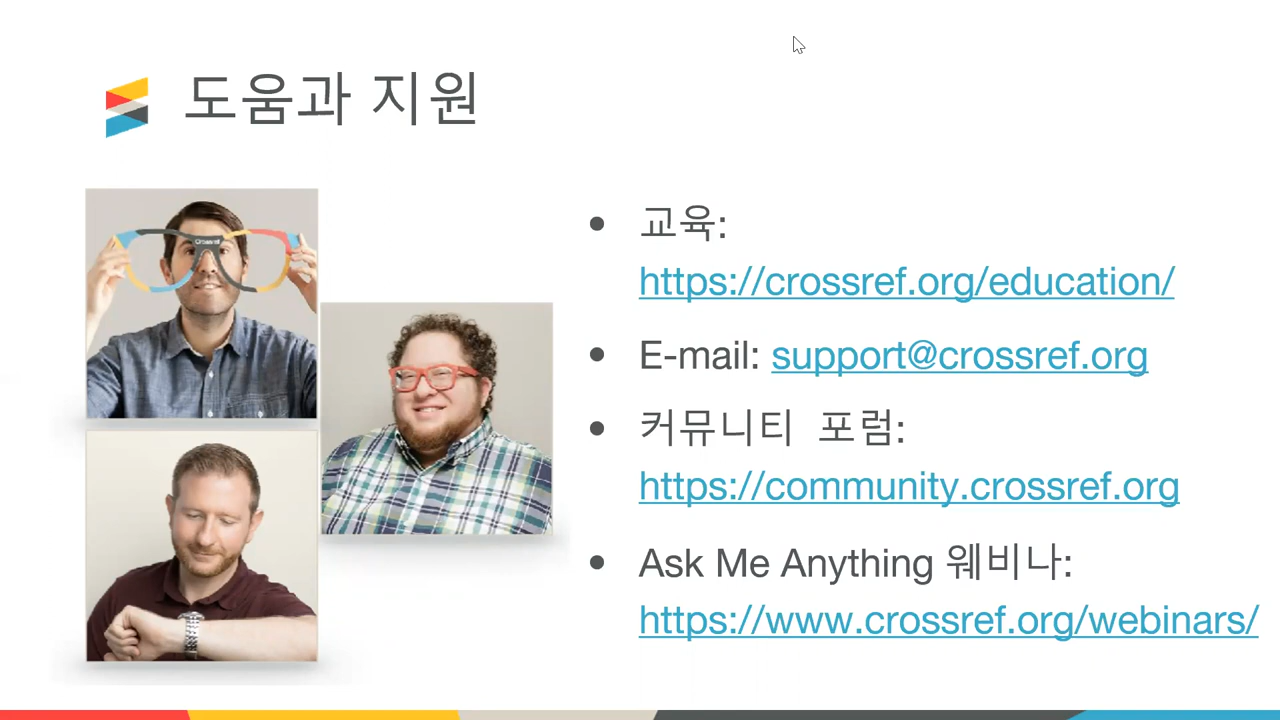 도움과 지원
Crossref
• 교육:
https://crossref.org/education/
• E-mail: support@crossref.org
• 커뮤니티 포럼:
https://community.crossref.org
• Ask Me Anything 웨비나:
https://www.crossref.org/webinars/